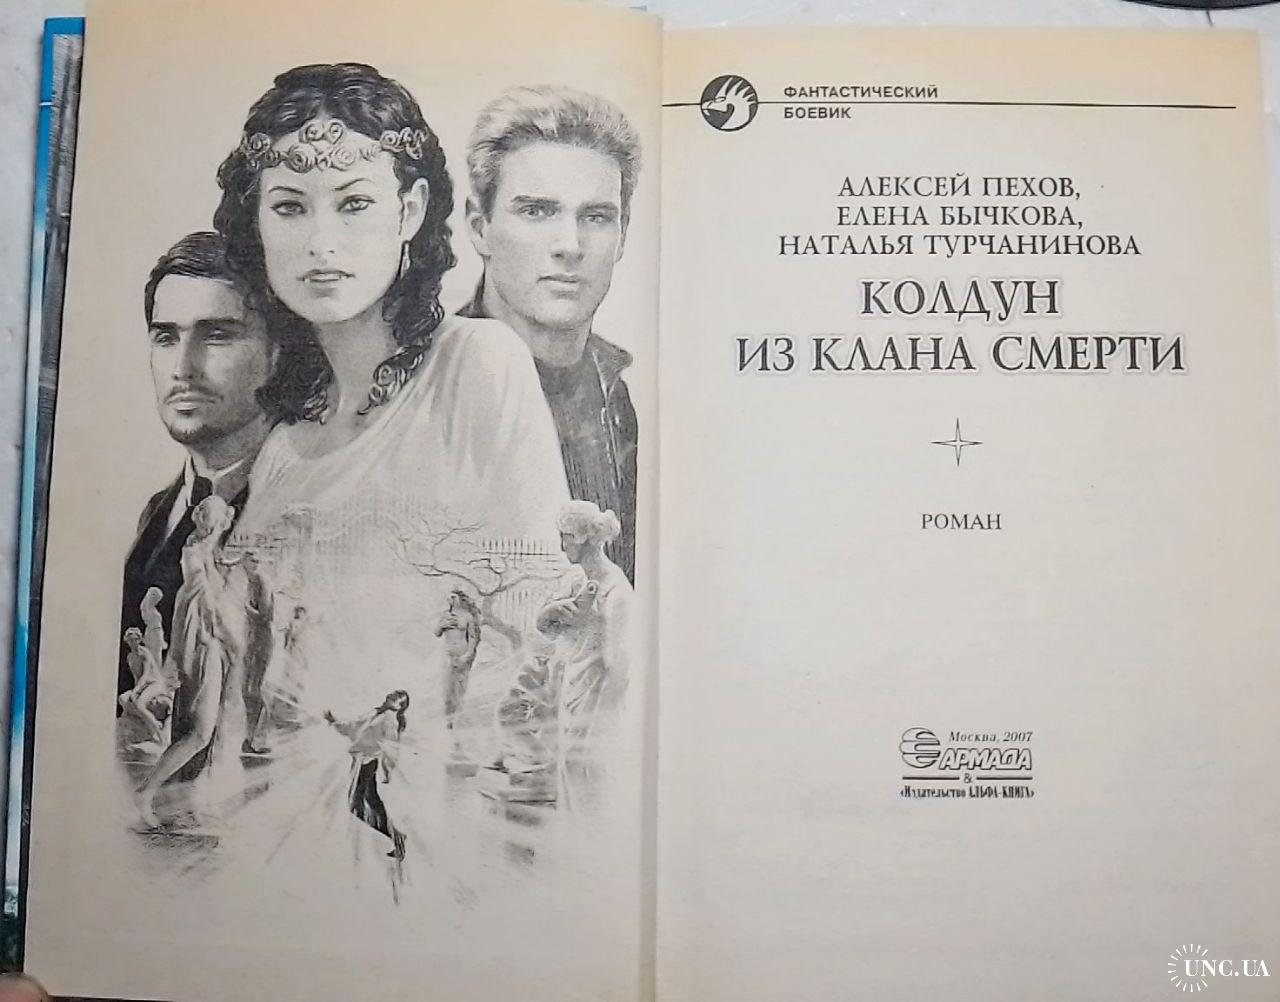 ФАНТАСТИЧЕСКИЙ
БОЕВИК
АЛЕКСЕЙ ПЕХОВ,
ЕЛЕНА БЫЧКОВА,
НАТАЛЬЯ ТУРЧАНИНОВА
КОЛДУН
ИЗ КЛАНА СМЕРТИ
РОМАН
Москва, 2007
АРМАДА
&
«Издательство АЛЬФА-КНИГА»
UNC.UA